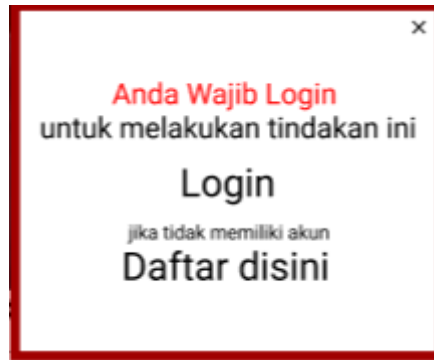 Anda Wajib Login
untuk melakukan tindakan ini
Login
jika tidak memiliki akun
Daftar disini